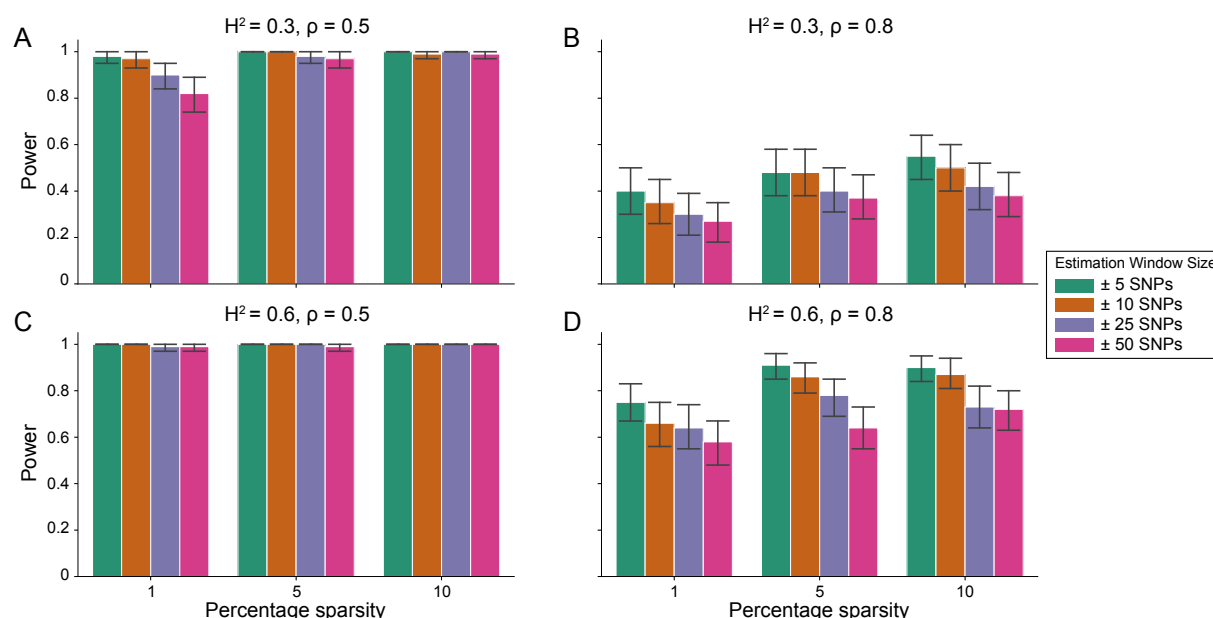 A
H² = 0.3, ρ = 0.5
B
H² = 0.3, ρ = 0.8
Power
1
0.8
0.6
0.4
0.2
0
Estimation Window Size
± 5 SNPs
± 10 SNPs
± 25 SNPs
± 50 SNPs
C
H² = 0.6, ρ = 0.5
D
H² = 0.6, ρ = 0.8
Power
1
0.8
0.6
0.4
0.2
0
1 5 10
Percentage sparsity
1 5 10
Percentage sparsity